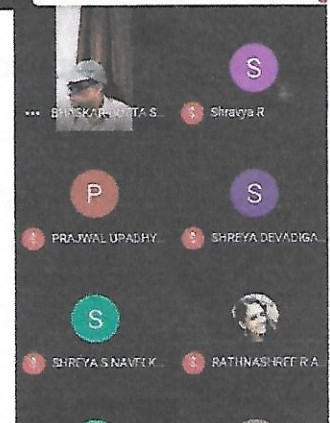 S
BHASKAR DUTTA S...
Shravya R
P
S
PRAJWAL UPADHY...
SHREYA DEVADIGA...
S
SHREYA S NAVELK...
RATHNASHREE R A...